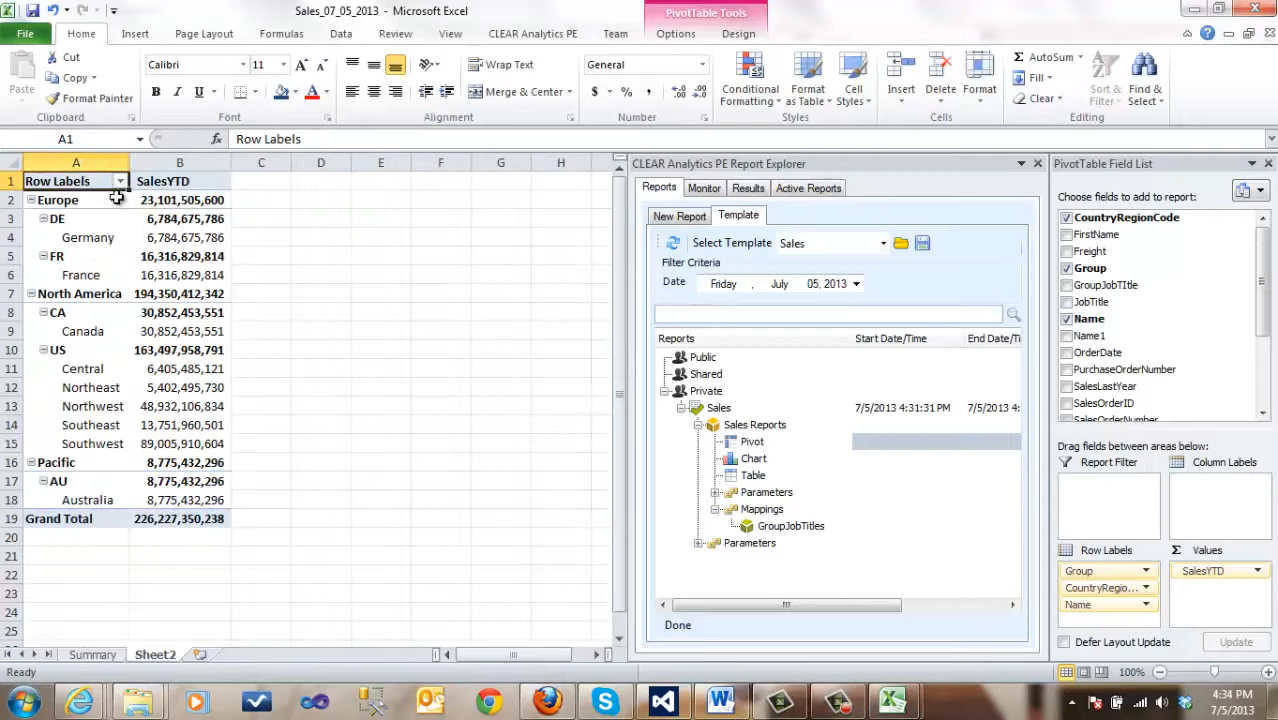 Sales_07_05_2013 - Microsoft Excel
PivotTable Tools
File Home Insert Page Layout Formulas Data Review View CLEAR Analytics PE Team Options Design
Paste
Cut
Copy
Format Painter
Clipboard
Calibri 11
B I U
Font
Wrap Text
Merge & Center
Alignment
General
$ % ,
Number
Conditional Formatting
Format as Table
Cell Styles
Styles
Insert
Delete
Format
Cells
AutoSum
Fill
Clear
Sort & Filter
Find & Select
Editing
A1 fx Row Labels
A B C D E F G H
1 Row Labels SalesYTD
2 Europe 23,101,505,600
3 DE 6,784,675,786
4 Germany 6,784,675,786
5 FR 16,316,829,814
6 France 16,316,829,814
7 North America 194,350,412,342
8 CA 30,852,453,551
9 Canada 30,852,453,551
10 US 163,497,958,791
11 Central 6,405,485,121
12 Northeast 5,402,495,730
13 Northwest 48,932,106,834
14 Southeast 13,751,960,501
15 Southwest 89,005,910,604
16 Pacific 8,775,432,296
17 AU 8,775,432,296
18 Australia 8,775,432,296
19 Grand Total 226,227,350,238
20
21
22
23
24
25
Summary Sheet2
Ready
CLEAR Analytics PE Report Explorer
Reports Monitor Results Active Reports
New Report Template
Select Template Sales
Filter Criteria
Date Friday , July 05, 2013
Reports Start Date/Time End Date/Ti
Public
Shared
Private
Sales 7/5/2013 4:31:31 PM 7/5/2013 4:
Sales Reports
Pivot
Chart
Table
Parameters
Mappings
GroupJobTitles
Parameters
Done
PivotTable Field List
Choose fields to add to report:
CountryRegionCode
FirstName
Freight
Group
GroupJobTItle
JobTitle
Name
Name1
OrderDate
PurchaseOrderNumber
SalesLastYear
SalesOrderID
SalesOrderNumber
Drag fields between areas below:
Report Filter Column Labels
Row Labels Σ Values
Group SalesYTD
CountryRegio...
Name
Defer Layout Update Update
100%
4:34 PM
7/5/2013